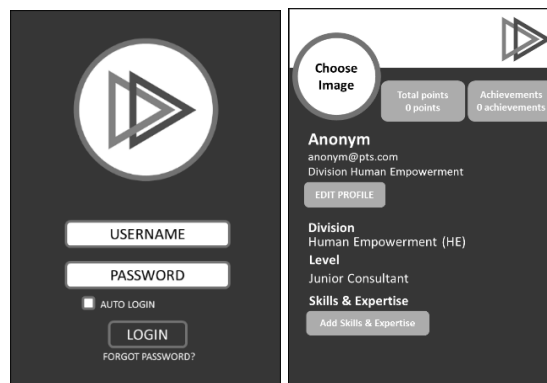 USERNAME
PASSWORD
AUTO LOGIN
LOGIN
FORGOT PASSWORD?
Choose
Image
Total points
0 points
Achievements
0 achievements
Anonym
anonym@pts.com
Division Human Empowerment
EDIT PROFILE
Division
Human Empowerment (HE)
Level
Junior Consultant
Skills & Expertise
Add Skills & Expertise